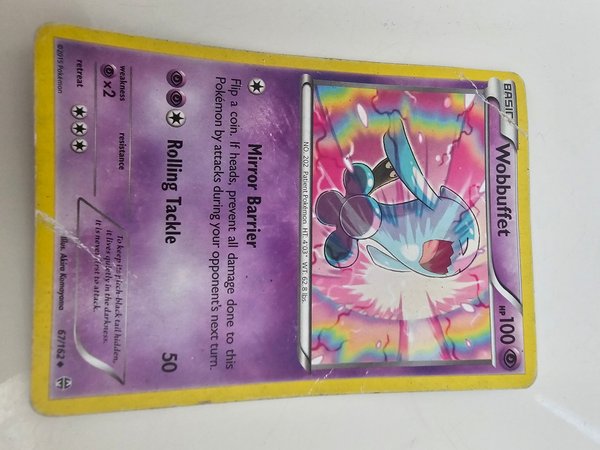 BASIC
Wobbuffet
HP 100
NO. 202 Patient Pokémon HT: 4'03" WT: 62.8 lbs.
Mirror Barrier
Flip a coin. If heads, prevent all damage done to this
Pokémon by attacks during your opponent's next turn.
Rolling Tackle 50
weakness
×2
resistance
retreat
To keep its pitch-black tail hidden,
it lives quietly in the darkness.
It is never first to attack.
©2015 Pokémon
Illus. Akira Komayama
67/162